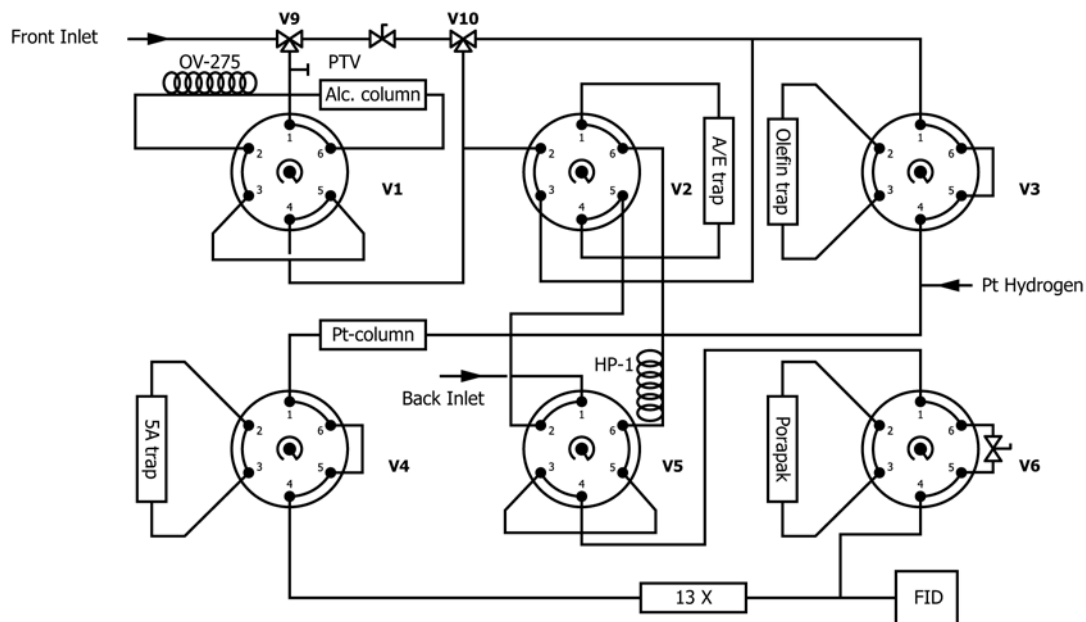 V9
V10
Front Inlet
OV-275
PTV
Alc. column
1
2
6
3
5
4
V1
1
2
6
3
5
4
V2
A/E trap
Olefin trap
1
2
6
3
5
4
V3
Pt Hydrogen
Pt-column
HP-1
Back Inlet
5A trap
1
2
6
3
5
4
V4
1
2
6
3
5
4
V5
Porapak
1
2
6
3
5
4
V6
13 X
FID